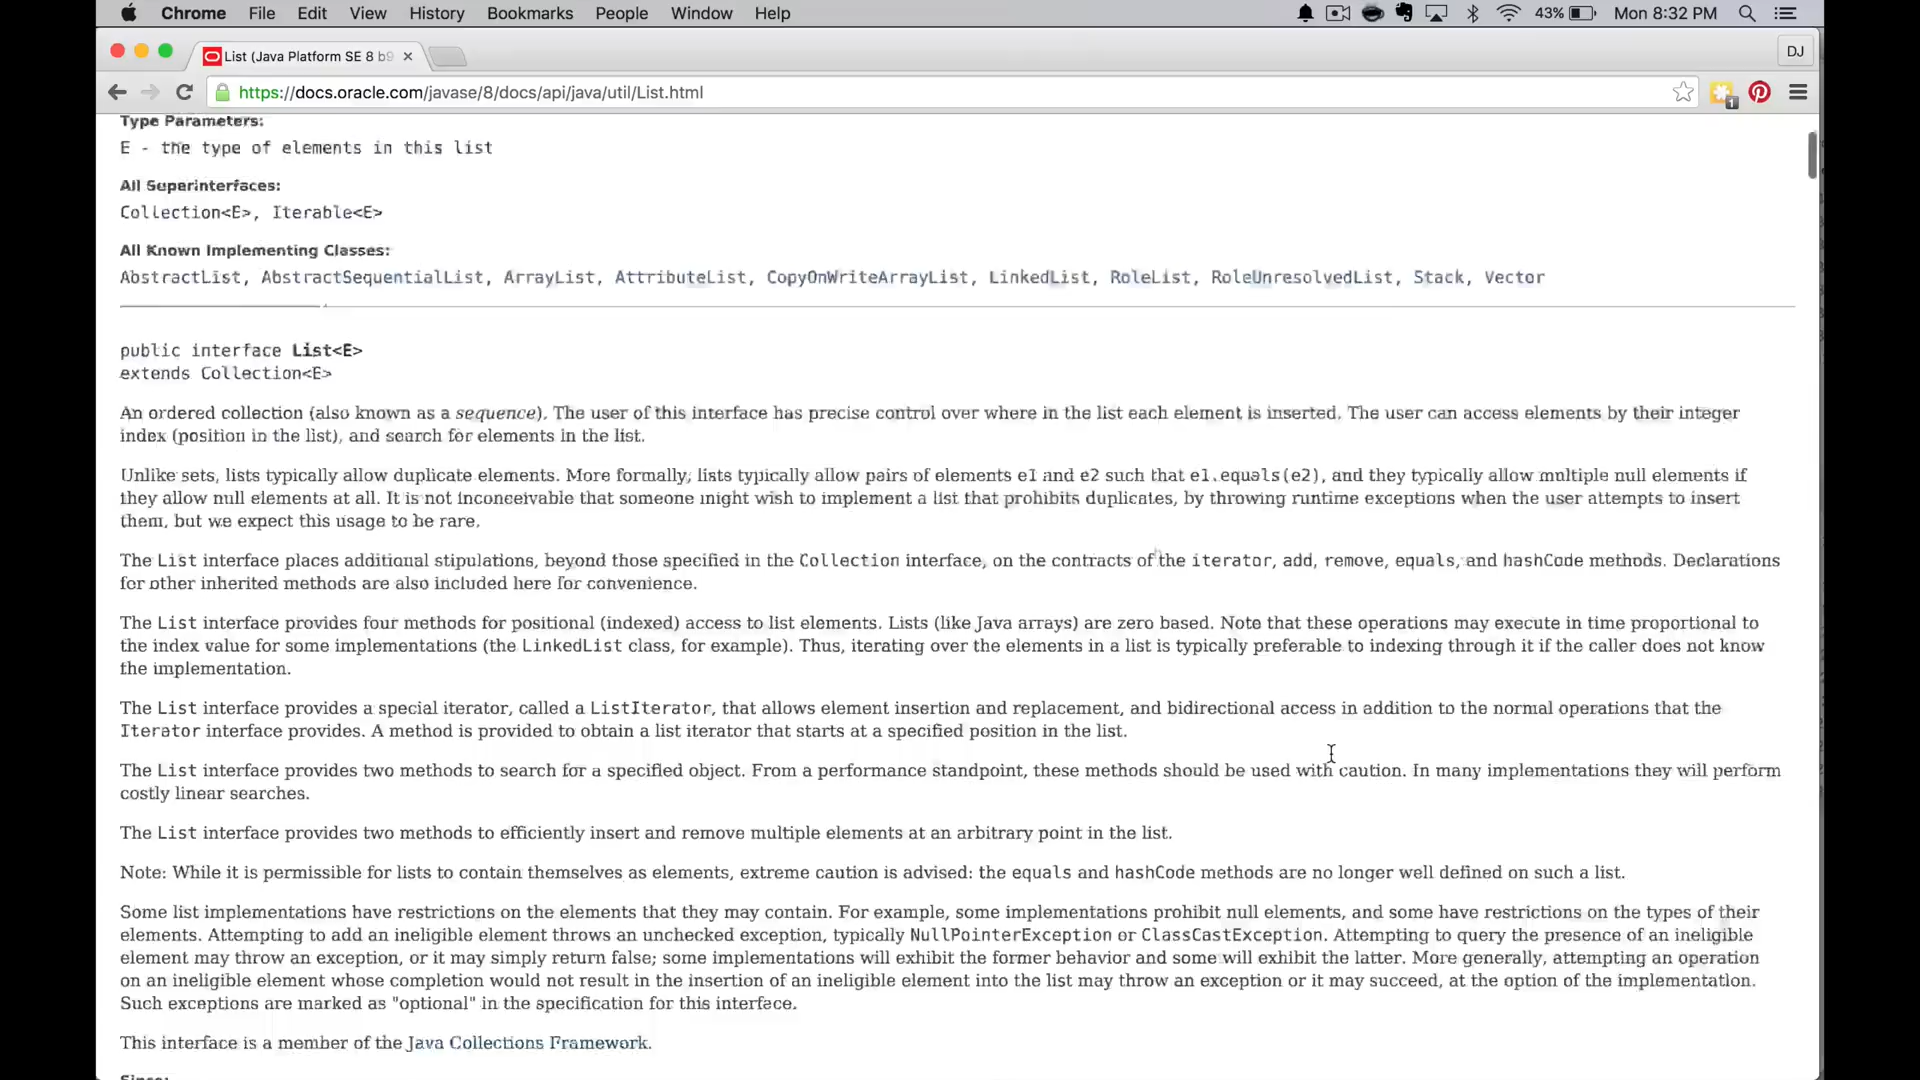 Chrome File Edit View History Bookmarks People Window Help 43% Mon 8:32 PM
List (Java Platform SE 8 b9 DJ
https://docs.oracle.com/javase/8/docs/api/java/util/List.html 1
Type Parameters:
E - the type of elements in this list
All Superinterfaces:
Collection<E>, Iterable<E>
All Known Implementing Classes:
AbstractList, AbstractSequentialList, ArrayList, AttributeList, CopyOnWriteArrayList, LinkedList, RoleList, RoleUnresolvedList, Stack, Vector
public interface List<E>
extends Collection<E>
An ordered collection (also known as a sequence). The user of this interface has precise control over where in the list each element is inserted. The user can access elements by their integer
index (position in the list), and search for elements in the list.
Unlike sets, lists typically allow duplicate elements. More formally, lists typically allow pairs of elements e1 and e2 such that e1.equals(e2), and they typically allow multiple null elements if
they allow null elements at all. It is not inconceivable that someone might wish to implement a list that prohibits duplicates, by throwing runtime exceptions when the user attempts to insert
them, but we expect this usage to be rare.
The List interface places additional stipulations, beyond those specified in the Collection interface, on the contracts of the iterator, add, remove, equals, and hashCode methods. Declarations
for other inherited methods are also included here for convenience.
The List interface provides four methods for positional (indexed) access to list elements. Lists (like Java arrays) are zero based. Note that these operations may execute in time proportional to
the index value for some implementations (the LinkedList class, for example). Thus, iterating over the elements in a list is typically preferable to indexing through it if the caller does not know
the implementation.
The List interface provides a special iterator, called a ListIterator, that allows element insertion and replacement, and bidirectional access in addition to the normal operations that the
Iterator interface provides. A method is provided to obtain a list iterator that starts at a specified position in the list.
The List interface provides two methods to search for a specified object. From a performance standpoint, these methods should be used with caution. In many implementations they will perform
costly linear searches.
The List interface provides two methods to efficiently insert and remove multiple elements at an arbitrary point in the list.
Note: While it is permissible for lists to contain themselves as elements, extreme caution is advised: the equals and hashCode methods are no longer well defined on such a list.
Some list implementations have restrictions on the elements that they may contain. For example, some implementations prohibit null elements, and some have restrictions on the types of their
elements. Attempting to add an ineligible element throws an unchecked exception, typically NullPointerException or ClassCastException. Attempting to query the presence of an ineligible
element may throw an exception, or it may simply return false; some implementations will exhibit the former behavior and some will exhibit the latter. More generally, attempting an operation
on an ineligible element whose completion would not result in the insertion of an ineligible element into the list may throw an exception or it may succeed, at the option of the implementation.
Such exceptions are marked as "optional" in the specification for this interface.
This interface is a member of the Java Collections Framework.
Since: